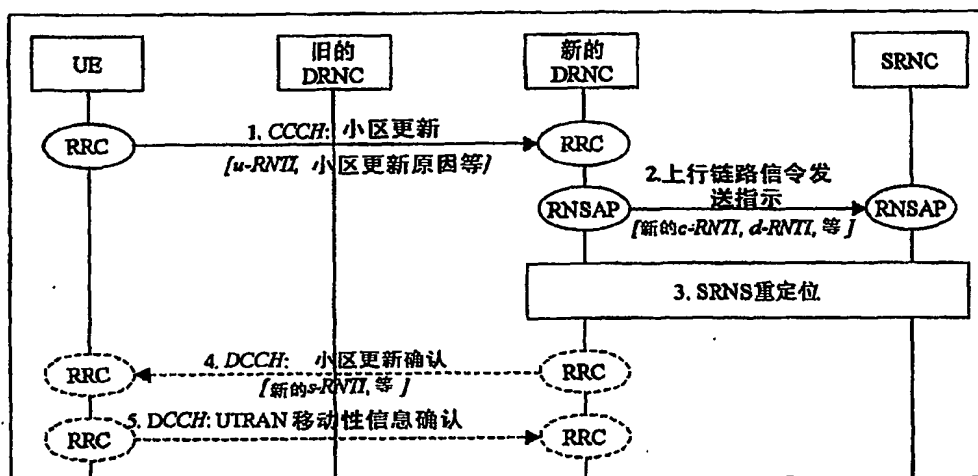 UE
旧的
DRNC
新的
DRNC
SRNC
RRC
1. CCCH: 小区更新
[u-RNTI, 小区更新原因等]
RRC
RNSAP
2.上行链路信令发
送指示
[新的c-RNTI, d-RNTI, 等 ]
RNSAP
3. SRNS重定位
RRC
4. DCCH: 小区更新确认
[新的s-RNTI, 等 ]
RRC
RRC
5. DCCH: UTRAN 移动性信息确认
RRC